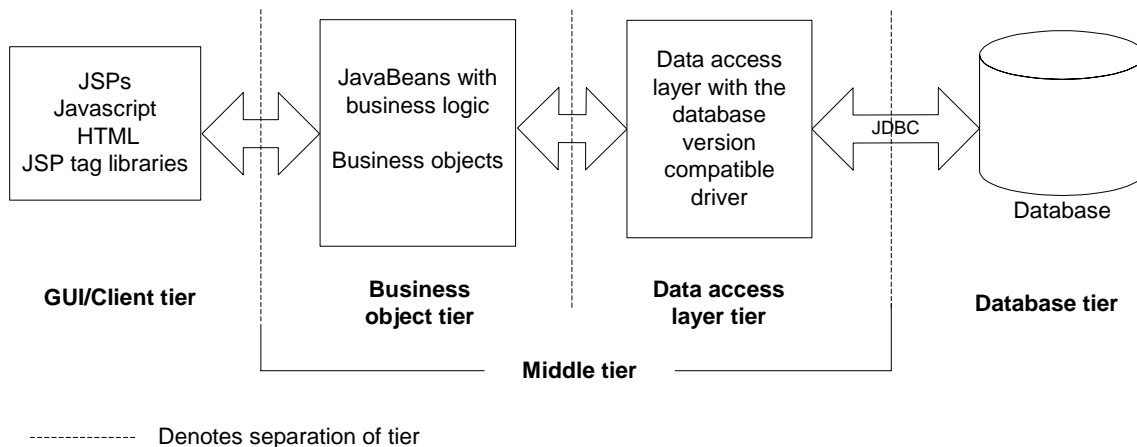 JSPs
Javascript
HTML
JSP tag libraries
JavaBeans with
business logic
Business objects
Data access
layer with the
database
version
compatible
driver
JDBC
Database
GUI/Client tier
Business
object tier
Data access
layer tier
Database tier
Middle tier
Denotes separation of tier